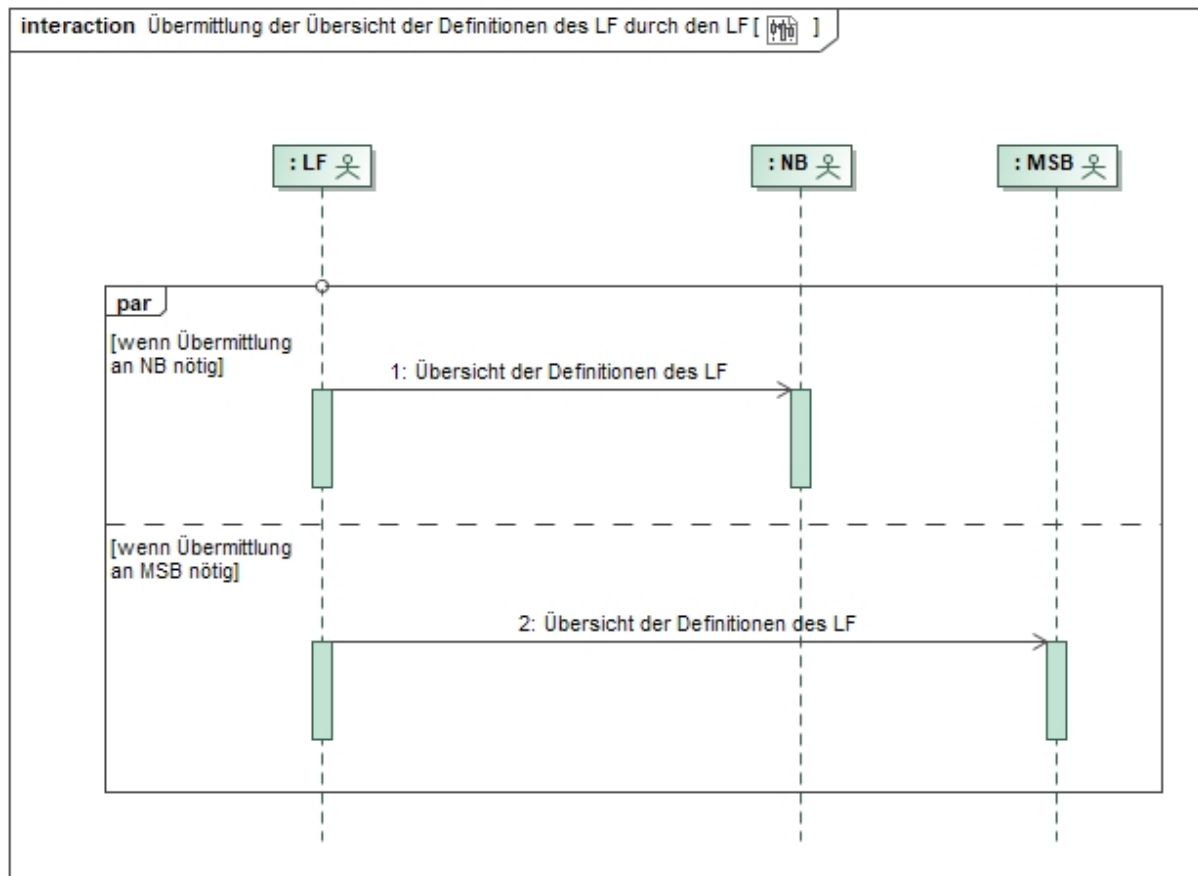 interaction Übermittlung der Übersicht der Definitionen des LF durch den LF [ ]
: LF
: NB
: MSB
par
[wenn Übermittlung
an NB nötig]
1: Übersicht der Definitionen des LF
[wenn Übermittlung
an MSB nötig]
2: Übersicht der Definitionen des LF